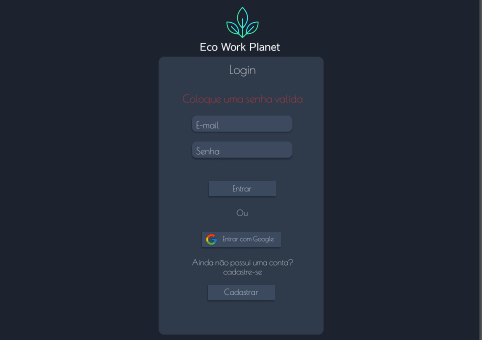 Eco Work Planet
Login
Coloque uma senha valida
E-mail
Senha
Entrar
Ou
Entrar com Google
Ainda não possui uma conta?
cadastre-se
Cadastrar